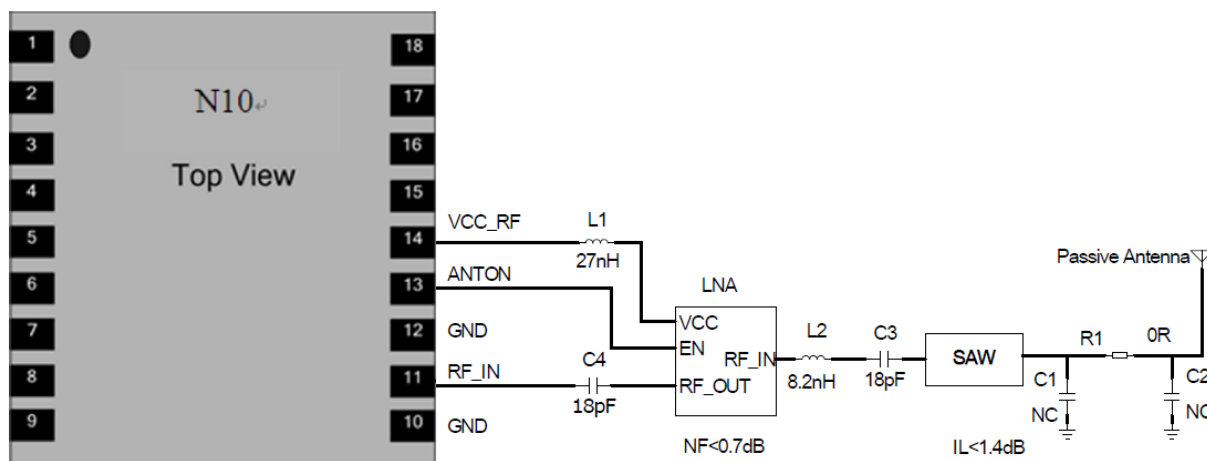 1
2
3
4
5
6
7
8
9
18
17
16
15
14
13
12
11
10
N10
Top View
VCC_RF
L1
27nH
ANTON
GND
RF_IN
C4
18pF
GND
LNA
VCC
EN
RF_IN
RF_OUT
NF<0.7dB
L2
8.2nH
C3
18pF
SAW
IL<1.4dB
R1
0R
C1
NC
C2
NC
Passive Antenna